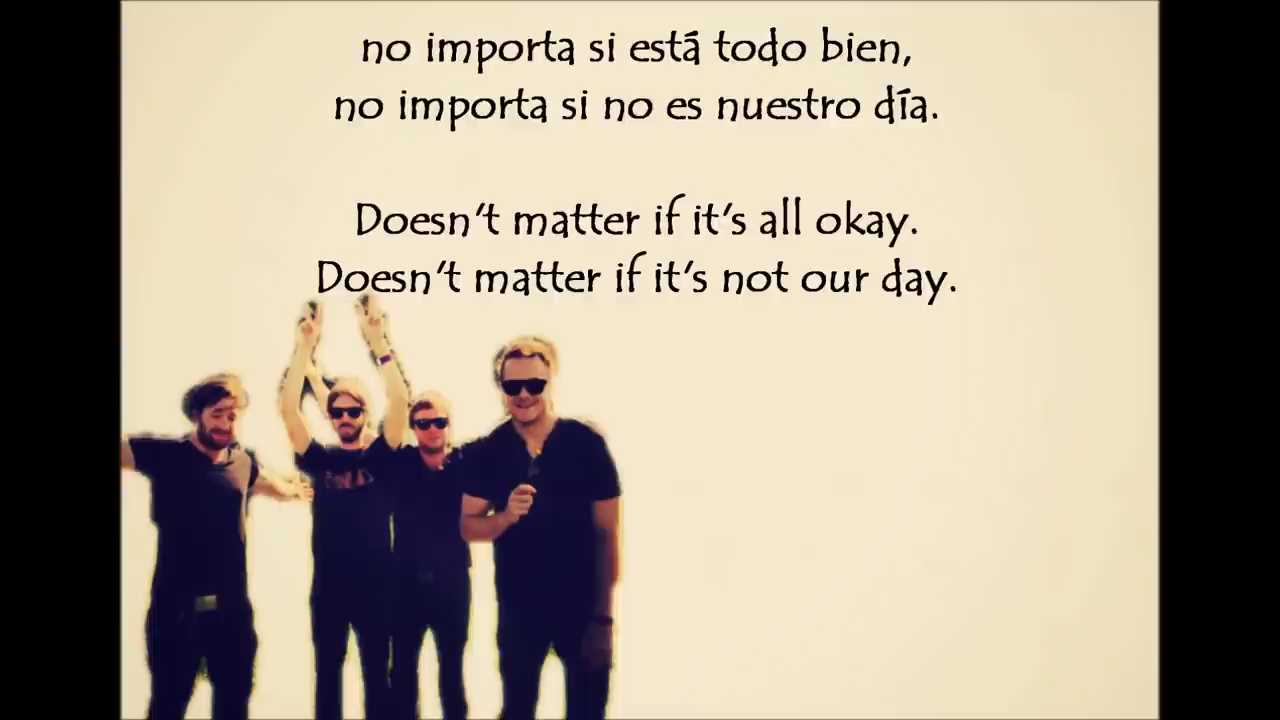 no importa si está todo bien,
no importa si no es nuestro día.
Doesn't matter if it's all okay.
Doesn't matter if it's not our day.